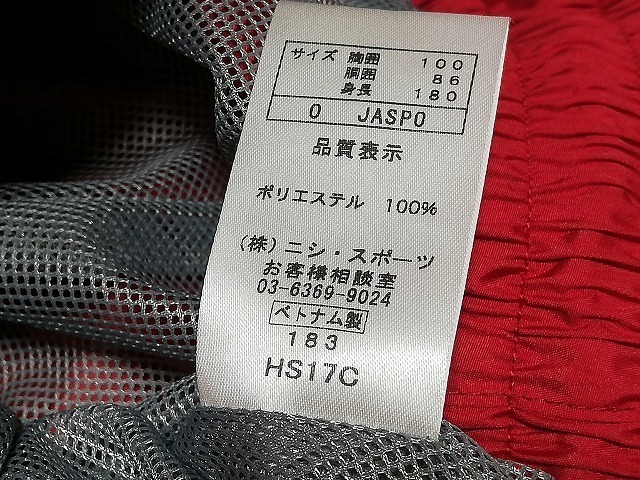 サイズ 胸囲 100
胴囲 86
身長 180
O JASPO
品質表示
ポリエステル 100%
(株)ニシ・スポーツ
お客様相談室
03-6369-9024
ベトナム製
183
HS17C